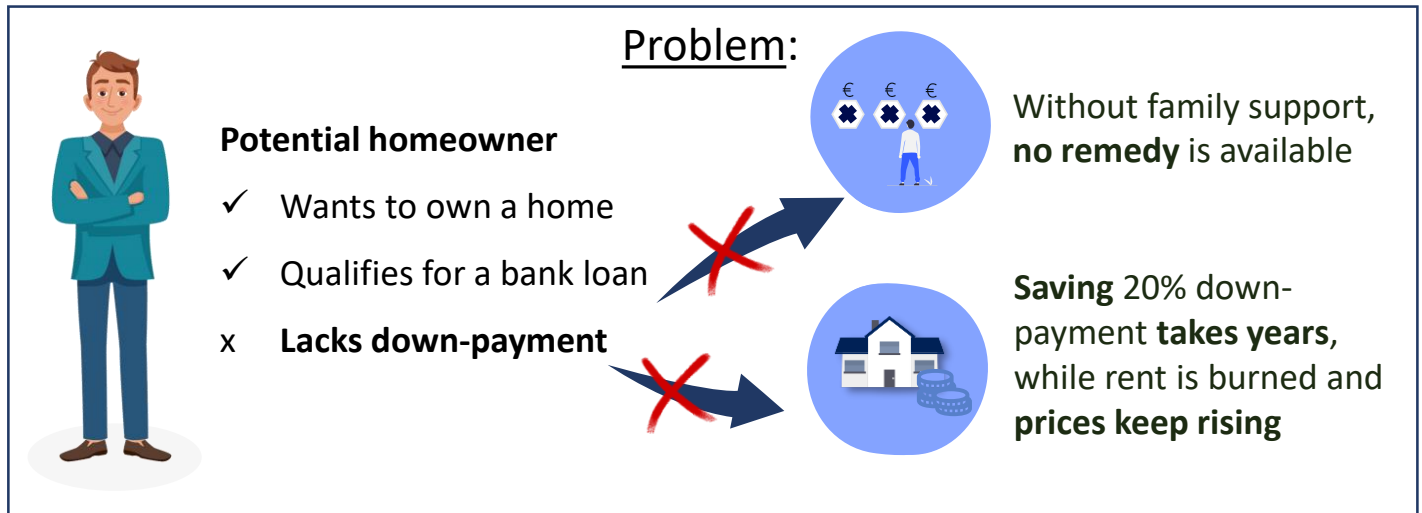 Problem:
Potential homeowner
✓ Wants to own a home
✓ Qualifies for a bank loan
x Lacks down-payment
€ € €
Without family support,
no remedy is available
Saving 20% down-
payment takes years,
while rent is burned and
prices keep rising